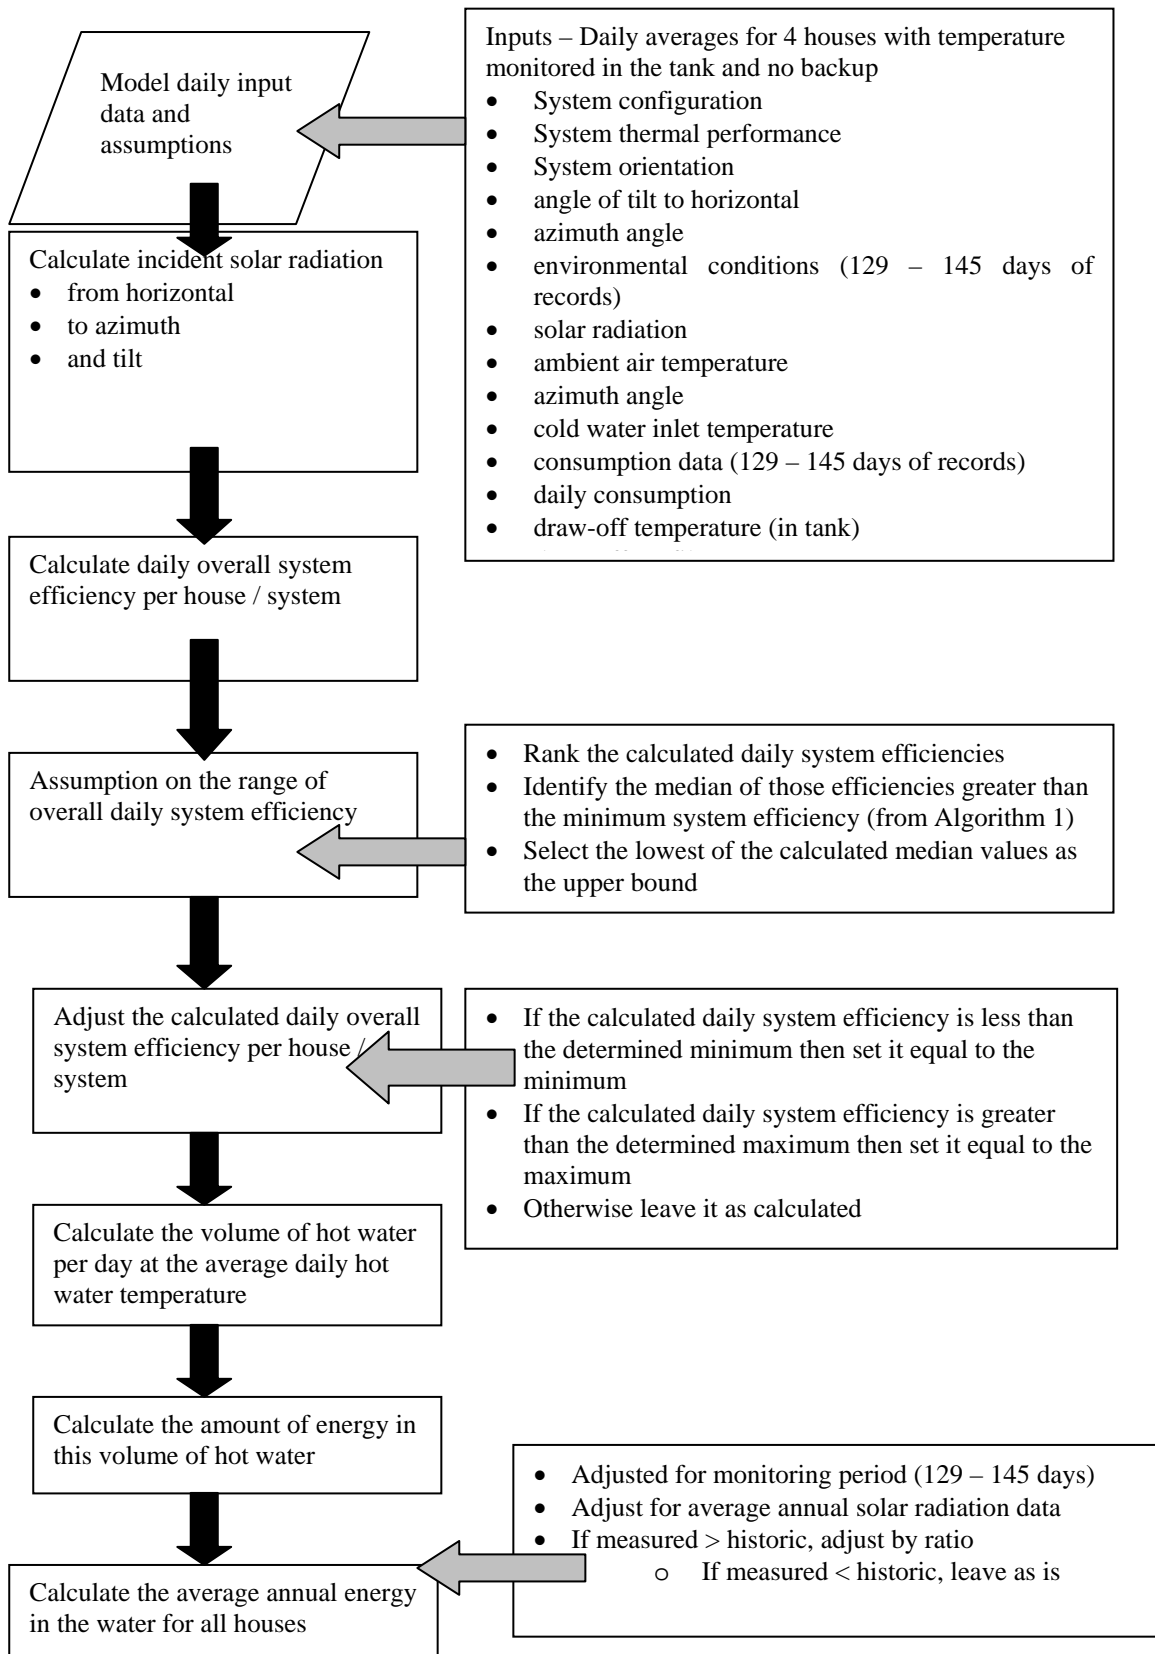 Model daily input
data and
assumptions
Inputs – Daily averages for 4 houses with temperature
monitored in the tank and no backup
• System configuration
• System thermal performance
• System orientation
• angle of tilt to horizontal
• azimuth angle
• environmental conditions (129 – 145 days of
records)
• solar radiation
• ambient air temperature
• azimuth angle
• cold water inlet temperature
• consumption data (129 – 145 days of records)
• daily consumption
• draw-off temperature (in tank)
Calculate incident solar radiation
• from horizontal
• to azimuth
• and tilt
Calculate daily overall system
efficiency per house / system
Assumption on the range of
overall daily system efficiency
• Rank the calculated daily system efficiencies
• Identify the median of those efficiencies greater than
the minimum system efficiency (from Algorithm 1)
• Select the lowest of the calculated median values as
the upper bound
Adjust the calculated daily overall
system efficiency per house /
system
• If the calculated daily system efficiency is less than
the determined minimum then set it equal to the
minimum
• If the calculated daily system efficiency is greater
than the determined maximum then set it equal to the
maximum
• Otherwise leave it as calculated
Calculate the volume of hot water
per day at the average daily hot
water temperature
Calculate the amount of energy in
this volume of hot water
• Adjusted for monitoring period (129 – 145 days)
• Adjust for average annual solar radiation data
• If measured > historic, adjust by ratio
o If measured < historic, leave as is
Calculate the average annual energy
in the water for all houses